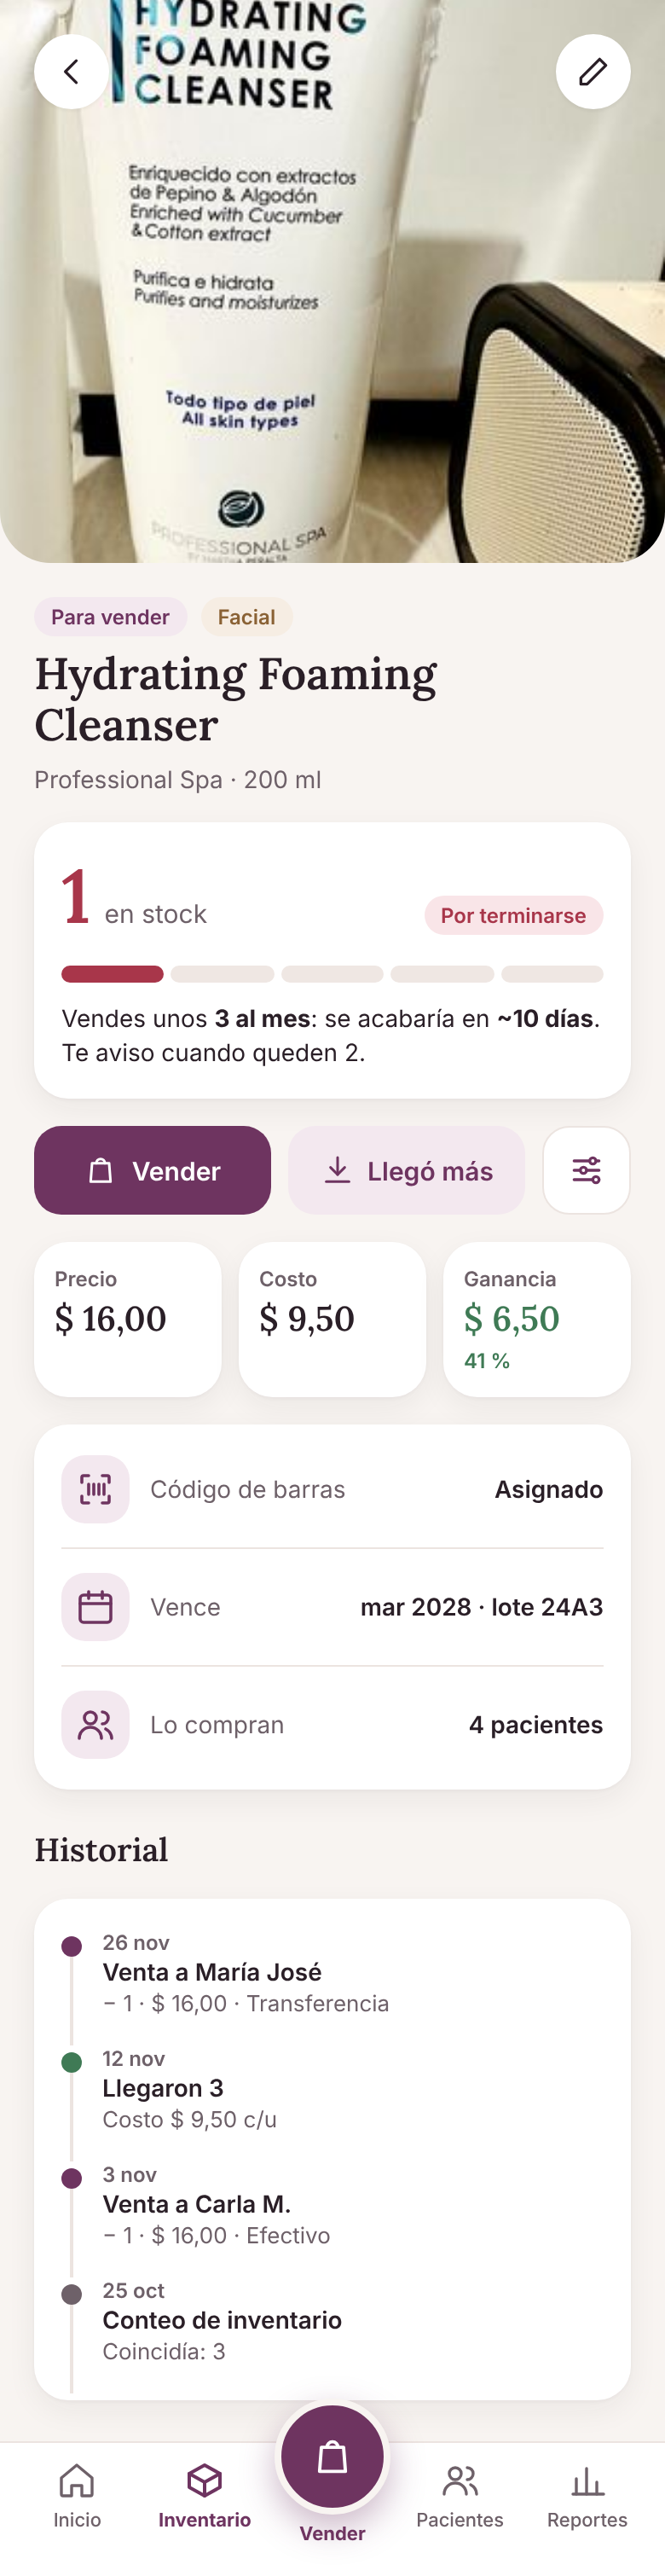 HYDRATING
FOAMING
CLEANSER
Enriquecido con extractos
de Pepino & Algodón
Enriched with Cucumber
& Cotton extract
Purifica e hidrata
Purifies and moisturizes
Todo tipo de piel
All skin types
PROFESSIONAL SPA
BY MARTHA PERALTA
Para vender
Facial
Hydrating Foaming
Cleanser
Professional Spa · 200 ml
1 en stock
Por terminarse
Vendes unos 3 al mes: se acabaría en ~10 días.
Te aviso cuando queden 2.
Vender
Llegó más
Precio
$ 16,00
Costo
$ 9,50
Ganancia
$ 6,50
41 %
Código de barras
Asignado
Vence
mar 2028 · lote 24A3
Lo compran
4 pacientes
Historial
26 nov
Venta a María José
− 1 · $ 16,00 · Transferencia
12 nov
Llegaron 3
Costo $ 9,50 c/u
3 nov
Venta a Carla M.
− 1 · $ 16,00 · Efectivo
25 oct
Conteo de inventario
Coincidía: 3
Inicio
Inventario
Vender
Pacientes
Reportes